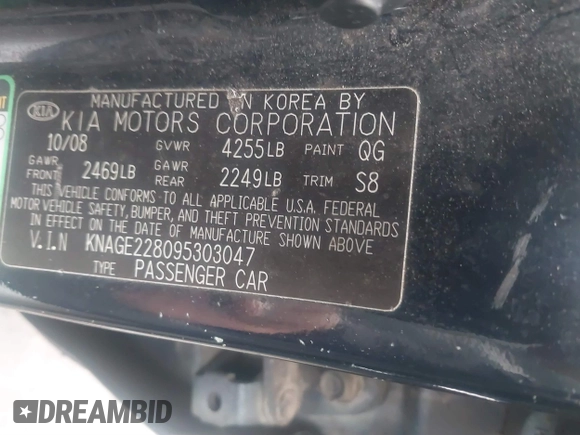 MANUFACTURED IN KOREA BY
KIA KIA MOTORS CORPORATION
10/08 GVWR 4255LB PAINT QG
GAWR FRONT 2469LB GAWR REAR 2249LB TRIM S8
THIS VEHICLE CONFORMS TO ALL APPLICABLE U.S.A. FEDERAL
MOTOR VEHICLE SAFETY, BUMPER, AND THEFT PREVENTION STANDARDS
IN EFFECT ON THE DATE OF MANUFACTURE SHOWN ABOVE
V.I.N KNAGE228095303047
TYPE PASSENGER CAR
DREAMBID